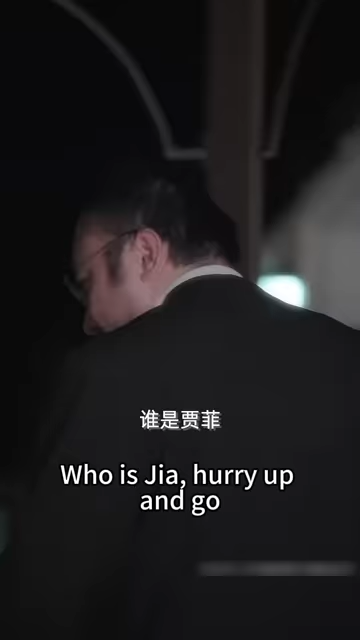 谁是贾菲
Who is Jia, hurry up
and go